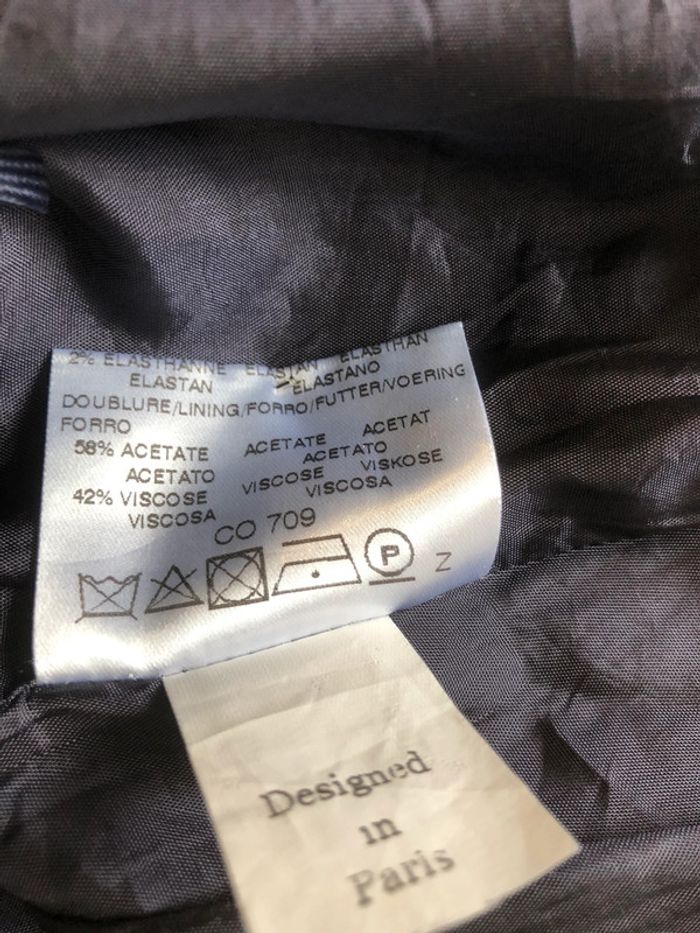 2% ELASTHANNE ELASTAN ELASTHAN
ELASTAN ELASTANO
DOUBLURE/LINING/FORRO/FUTTER/VOERING
FORRO
58% ACETATE ACETATE ACETAT
ACETATO ACETATO
42% VISCOSE VISCOSE VISKOSE
VISCOSA VISCOSA
CO 709
P Z
Designed
in
Paris